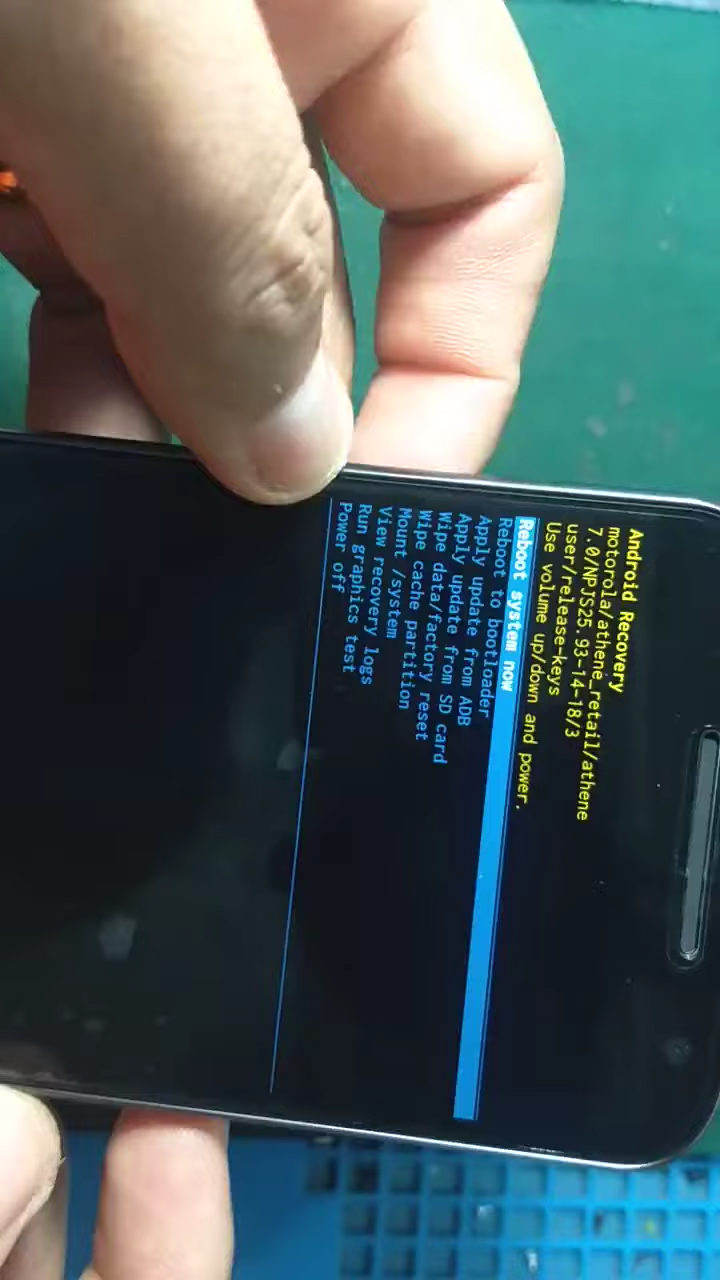 Android Recovery
motorola/athene_retail/athene
7.0/NPJS25.93-14-18/3
user/release-keys
Use volume up/down and power.
Reboot system now
Reboot to bootloader
Apply update from ADB
Apply update from SD card
Wipe data/factory reset
Wipe cache partition
Mount /system
View recovery logs
Run graphics test
Power off